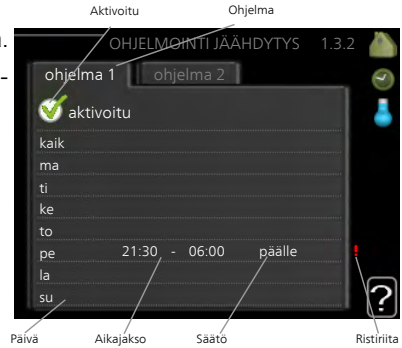 Aktivoitu Ohjelma
.
-
OHJELMOINTI JÄÄHDYTYS 1.3.2
ohjelma 1 ohjelma 2
aktivoitu
kaik
ma
ti
ke
to
pe 21:30 - 06:00 päälle !
la
su
?
Päivä Aikajakso Säätö Ristiriita